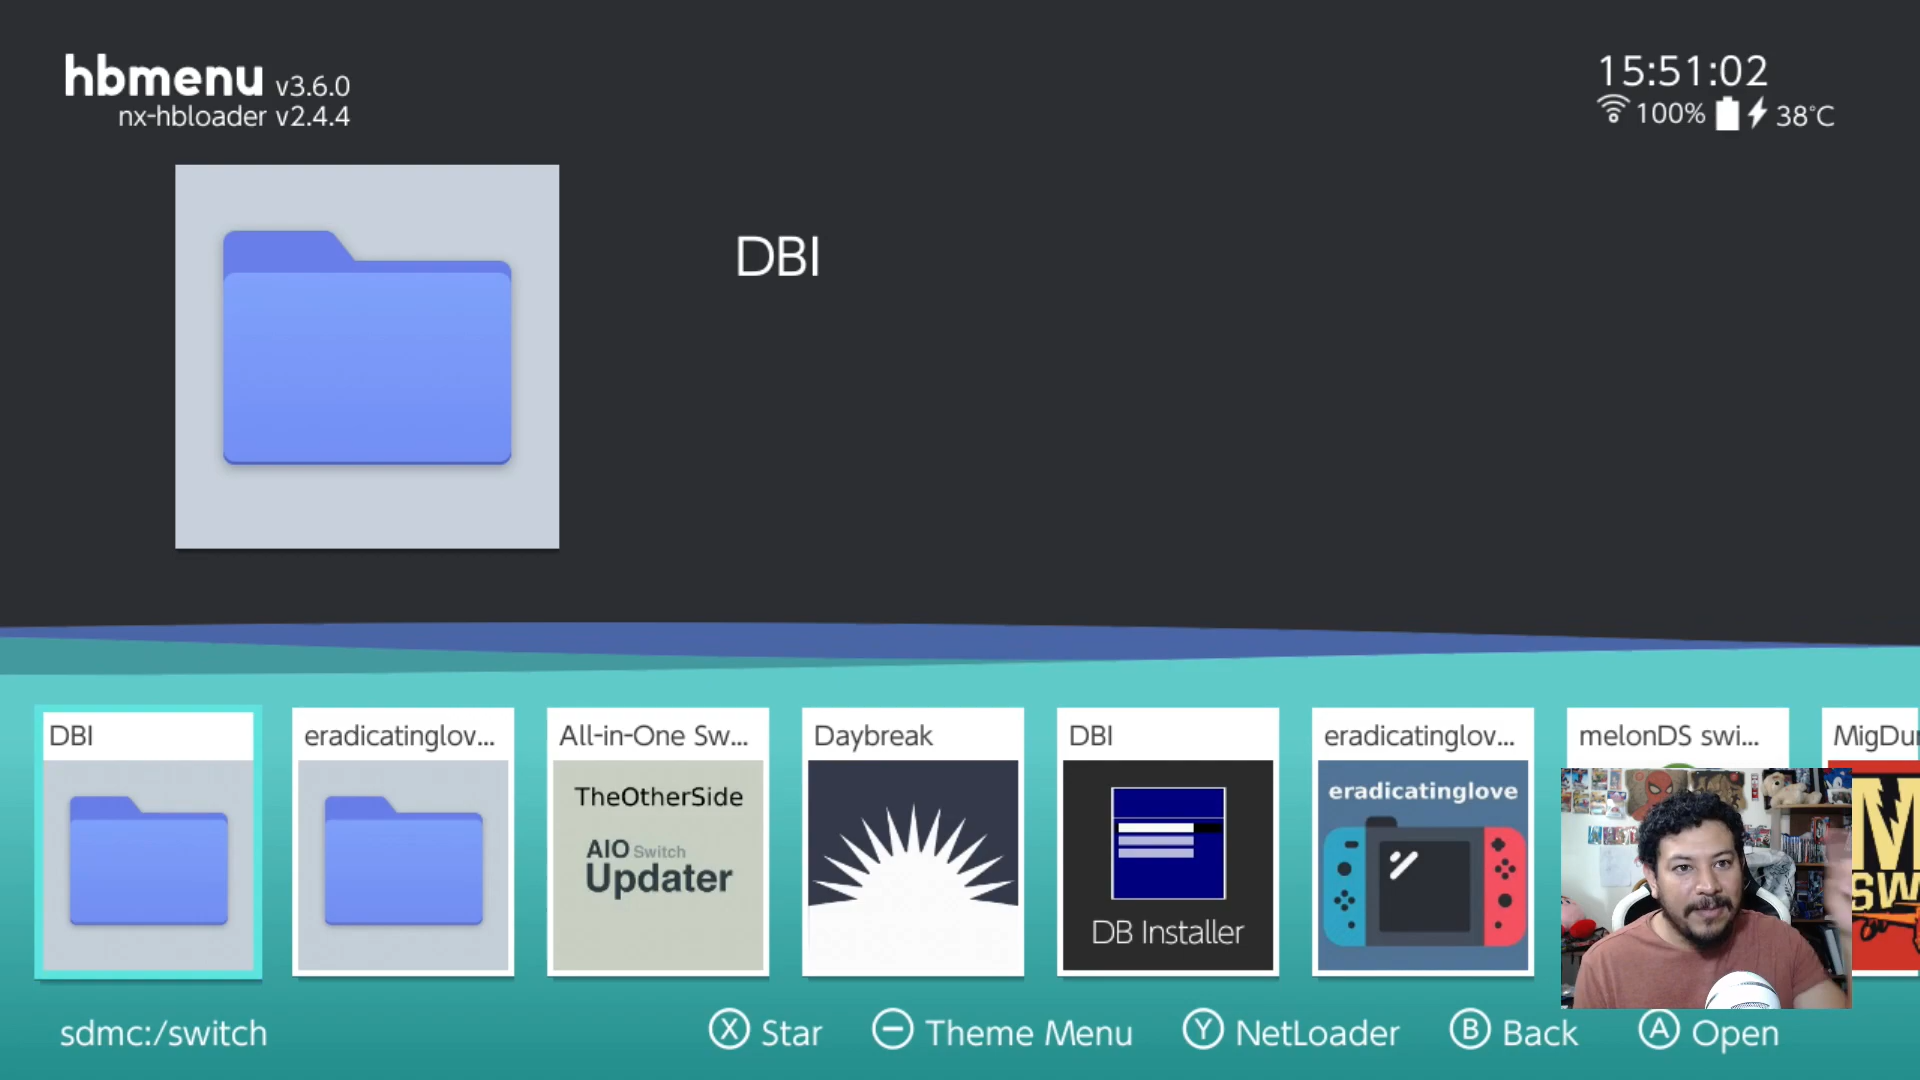 hbmenu v3.6.0
nx-hbloader v2.4.4
15:51:02
100% 38°C
DBI
DBI
eradicatinglov...
All-in-One Sw...
Daybreak
DBI
eradicatinglov...
melonDS swi...
MigDu
TheOtherSide
AIO Switch
Updater
DB Installer
eradicatinglove
M
SW
sdmc:/switch
X Star
Theme Menu
Y NetLoader
B Back
A Open